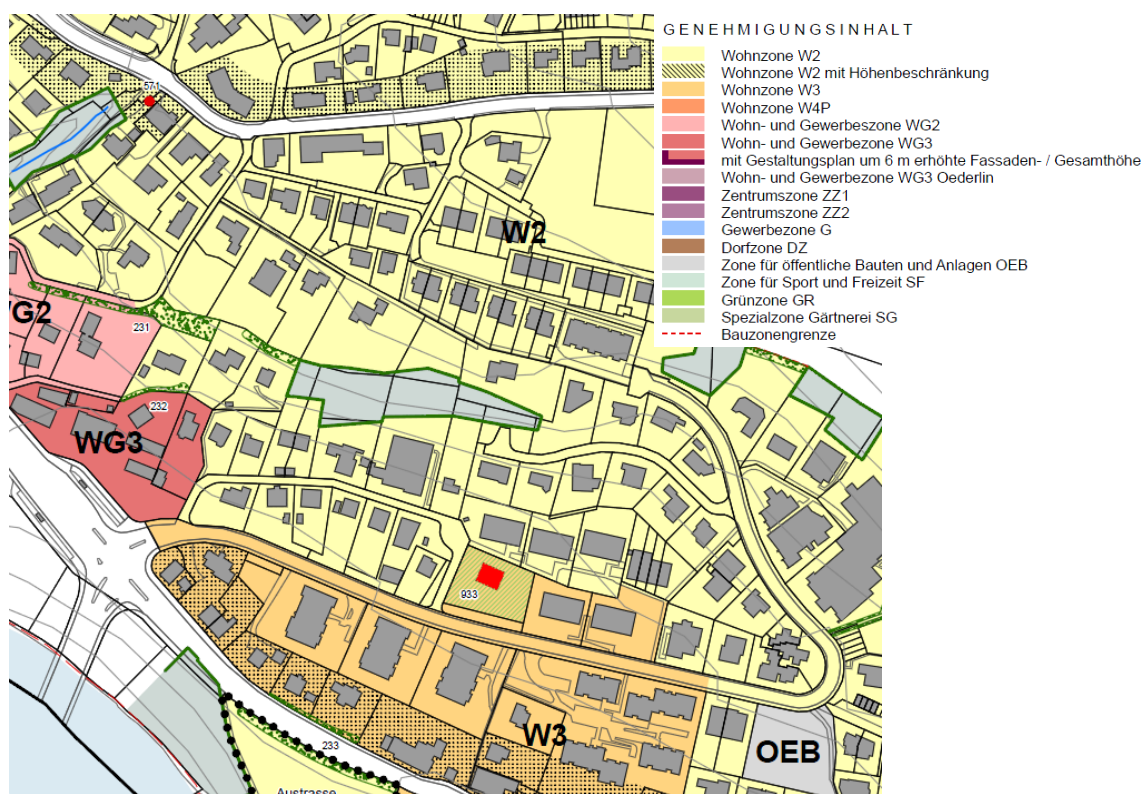 GENEHMIGUNGSINHALT
Wohnzone W2
Wohnzone W2 mit Höhenbeschränkung
Wohnzone W3
Wohnzone W4P
Wohn- und Gewerbeszone WG2
Wohn- und Gewerbezone WG3
mit Gestaltungsplan um 6 m erhöhte Fassaden- / Gesamthöhe
Wohn- und Gewerbezone WG3 Oederlin
Zentrumszone ZZ1
Zentrumszone ZZ2
Gewerbezone G
Dorfzone DZ
Zone für öffentliche Bauten und Anlagen OEB
Zone für Sport und Freizeit SF
Grünzone GR
Spezialzone Gärtnerei SG
Bauzonengrenze
571
W2
WG2
231
232
WG3
933
W3
233
OEB
Austrasse